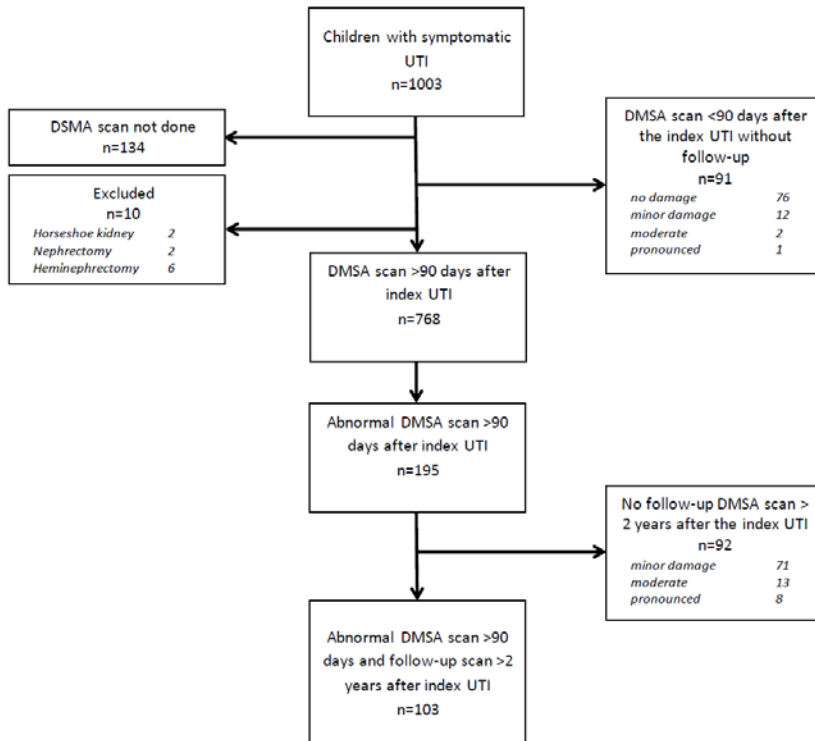 Children with symptomatic
UTI
n=1003
DSMA scan not done
n=134
DMSA scan <90 days after
the index UTI without
follow-up
n=91
no damage 76
minor damage 12
moderate 2
pronounced 1
Excluded
n=10
Horseshoe kidney 2
Nephrectomy 2
Heminephrectomy 6
DMSA scan >90 days after
index UTI
n=768
Abnormal DMSA scan >90
days after index UTI
n=195
No follow-up DMSA scan >
2 years after the index UTI
n=92
minor damage 71
moderate 13
pronounced 8
Abnormal DMSA scan >90
days and follow-up scan >2
years after index UTI
n=103